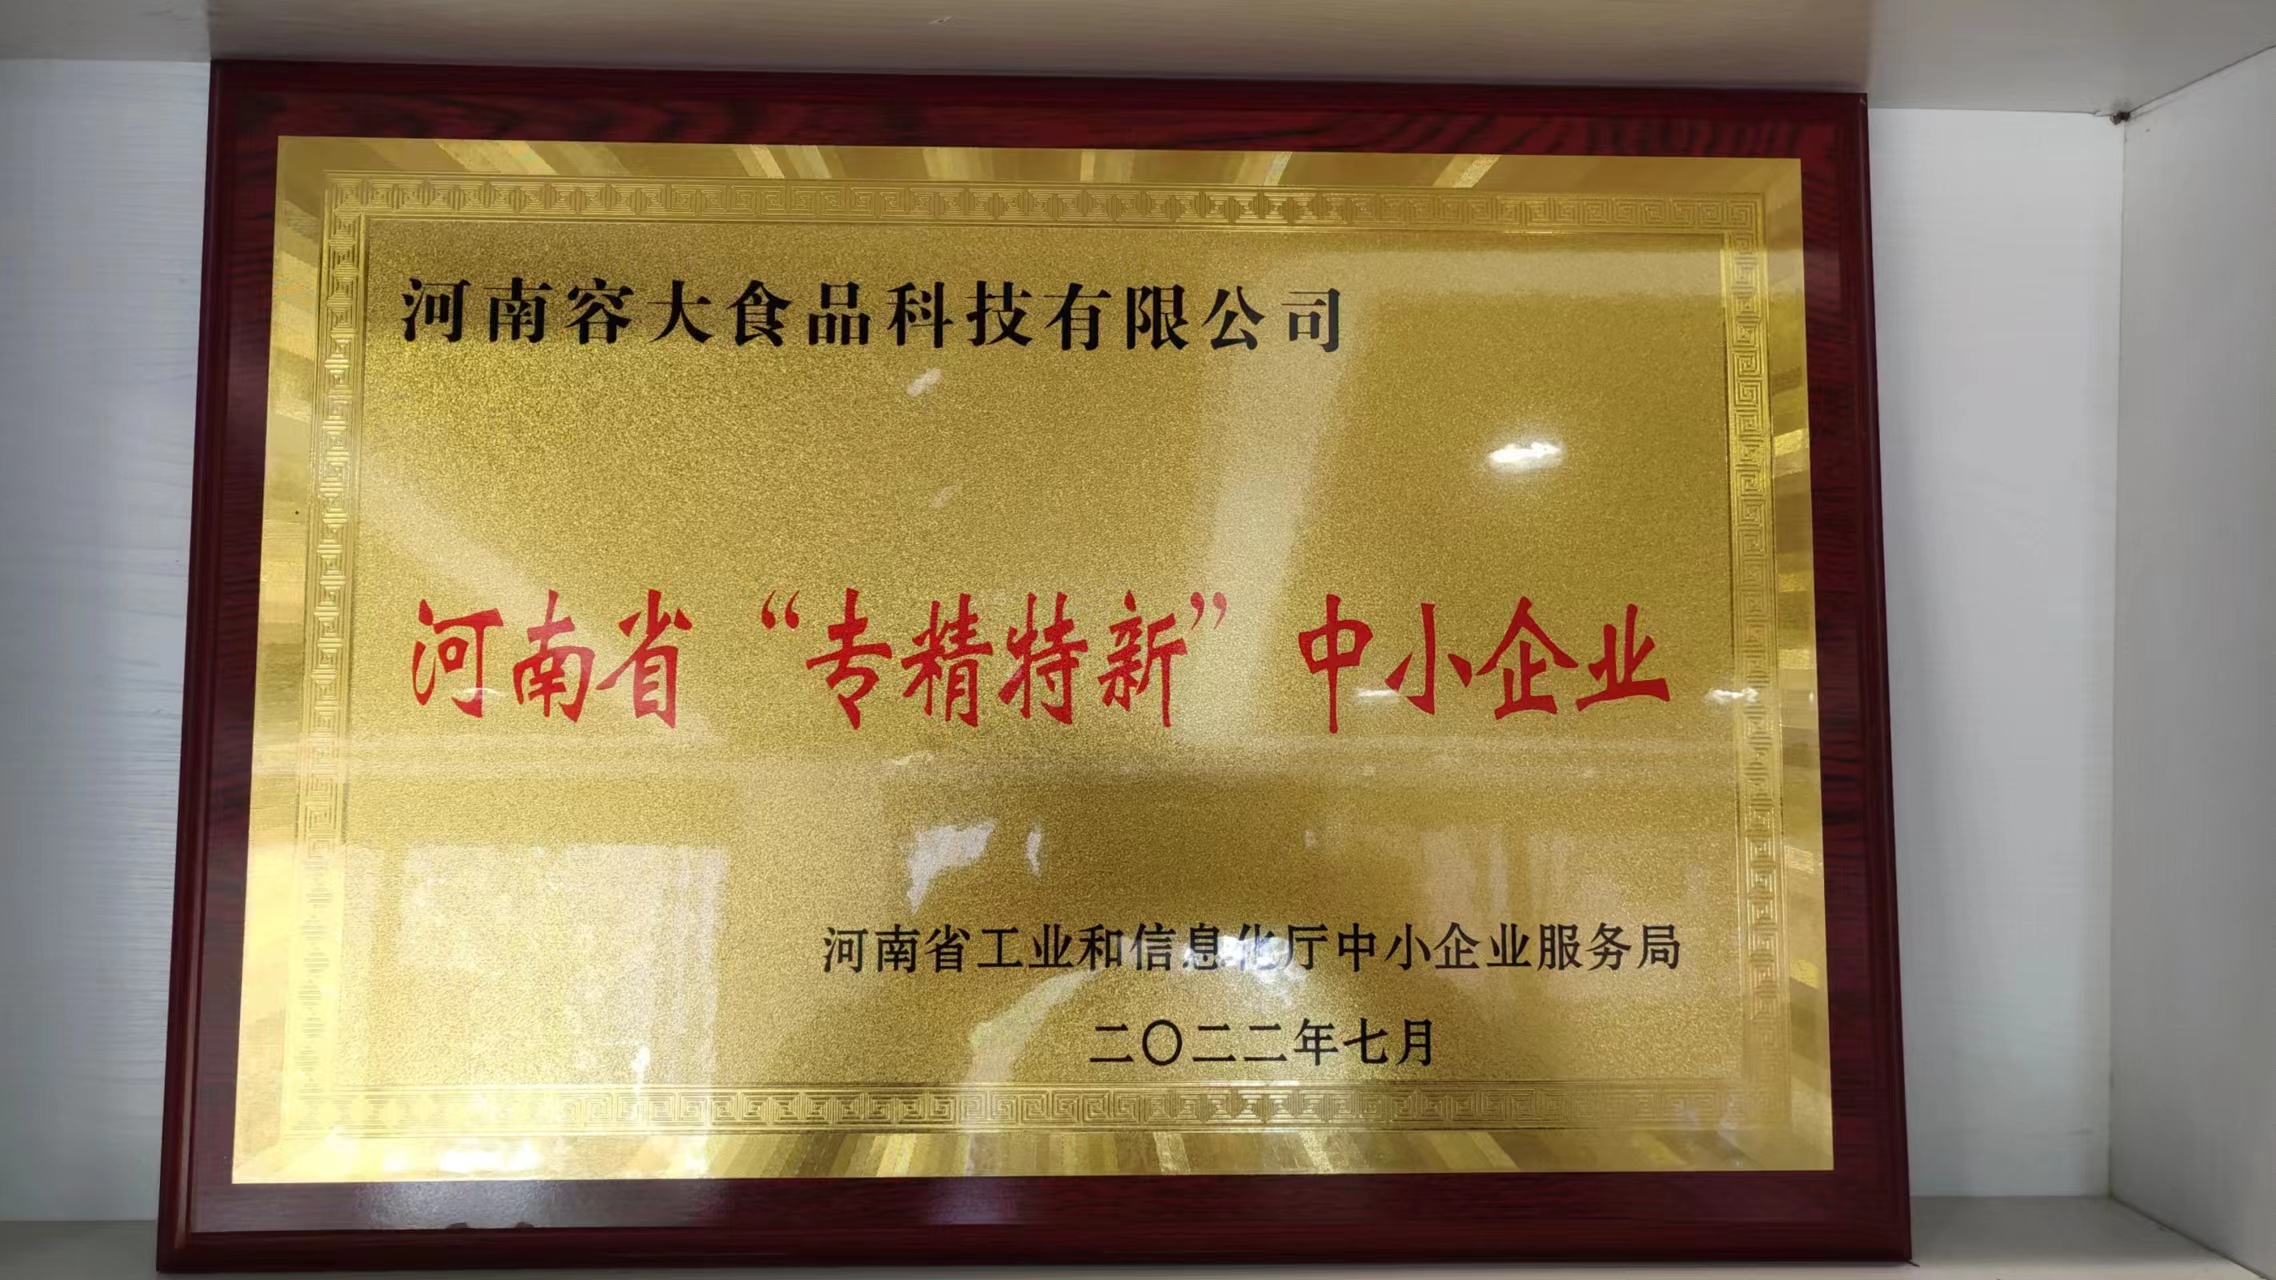 河南容大食品科技有限公司
河南省“专精特新”中小企业
河南省工业和信息化厅中小企业服务局
二〇二二年七月